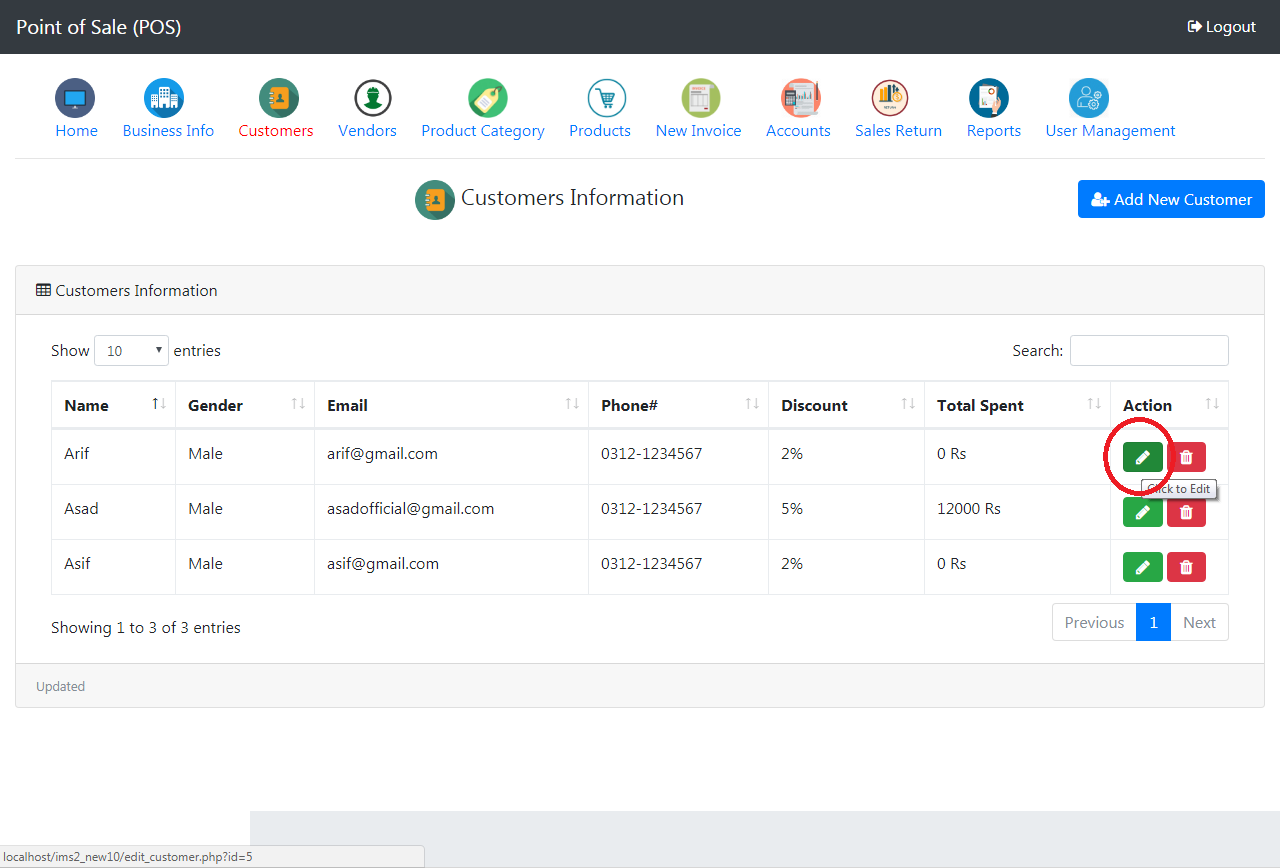 Point of Sale (POS) Logout
Home Business Info Customers Vendors Product Category Products New Invoice Accounts Sales Return Reports User Management
Customers Information Add New Customer
Customers Information
Show 10 entries Search:
Name Gender Email Phone# Discount Total Spent Action
Arif Male arif@gmail.com 0312-1234567 2% 0 Rs
Click to Edit
Asad Male asadofficial@gmail.com 0312-1234567 5% 12000 Rs
Asif Male asif@gmail.com 0312-1234567 2% 0 Rs
Showing 1 to 3 of 3 entries Previous 1 Next
Updated
localhost/ims2_new10/edit_customer.php?id=5